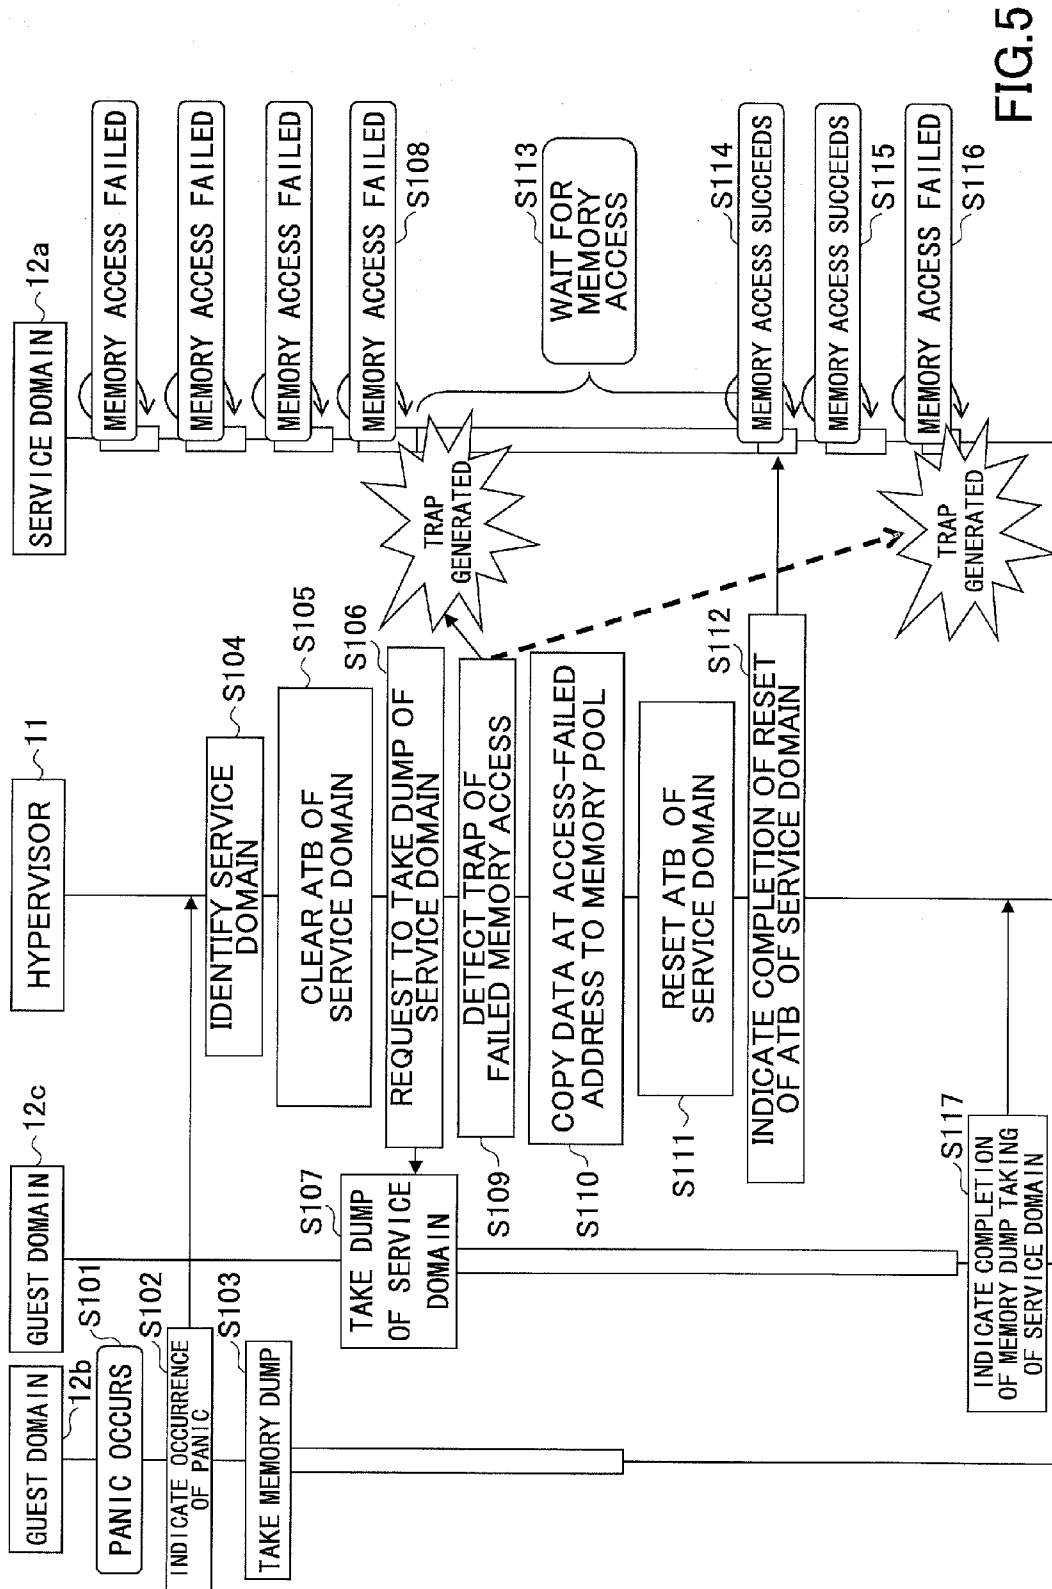 GUEST DOMAIN
12b
GUEST DOMAIN
12c
HYPERVISOR
11
SERVICE DOMAIN
12a
PANIC OCCURS
S101
INDICATE OCCURRENCE
OF PANIC
S102
TAKE MEMORY DUMP
S103
IDENTIFY SERVICE
DOMAIN
S104
CLEAR ATB OF
SERVICE DOMAIN
S105
REQUEST TO TAKE DUMP OF
SERVICE DOMAIN
S106
TAKE DUMP
OF SERVICE
DOMAIN
S107
MEMORY ACCESS FAILED
MEMORY ACCESS FAILED
MEMORY ACCESS FAILED
MEMORY ACCESS FAILED
S108
TRAP
GENERATED
DETECT TRAP OF
FAILED MEMORY ACCESS
S109
COPY DATA AT ACCESS-FAILED
ADDRESS TO MEMORY POOL
S110
RESET ATB OF
SERVICE DOMAIN
S111
INDICATE COMPLETION OF RESET
OF ATB OF SERVICE DOMAIN
S112
WAIT FOR
MEMORY
ACCESS
S113
MEMORY ACCESS SUCCEEDS
S114
MEMORY ACCESS SUCCEEDS
S115
MEMORY ACCESS FAILED
S116
TRAP
GENERATED
INDICATE COMPLETION
OF MEMORY DUMP TAKING
OF SERVICE DOMAIN
S117
FIG.5